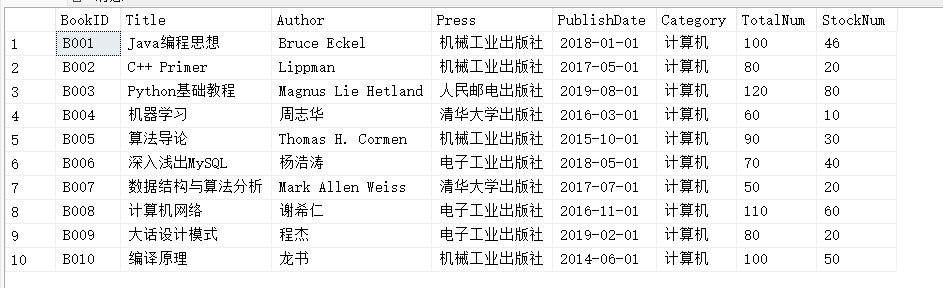 BookID Title Author Press PublishDate Category TotalNum StockNum
1 B001 Java编程思想 Bruce Eckel 机械工业出版社 2018-01-01 计算机 100 46
2 B002 C++ Primer Lippman 机械工业出版社 2017-05-01 计算机 80 20
3 B003 Python基础教程 Magnus Lie Hetland 人民邮电出版社 2019-08-01 计算机 120 80
4 B004 机器学习 周志华 清华大学出版社 2016-03-01 计算机 60 10
5 B005 算法导论 Thomas H. Cormen 机械工业出版社 2015-10-01 计算机 90 30
6 B006 深入浅出MySQL 杨浩涛 电子工业出版社 2018-05-01 计算机 70 40
7 B007 数据结构与算法分析 Mark Allen Weiss 清华大学出版社 2017-07-01 计算机 50 20
8 B008 计算机网络 谢希仁 电子工业出版社 2016-11-01 计算机 110 60
9 B009 大话设计模式 程杰 电子工业出版社 2019-02-01 计算机 80 20
10 B010 编译原理 龙书 机械工业出版社 2014-06-01 计算机 100 50